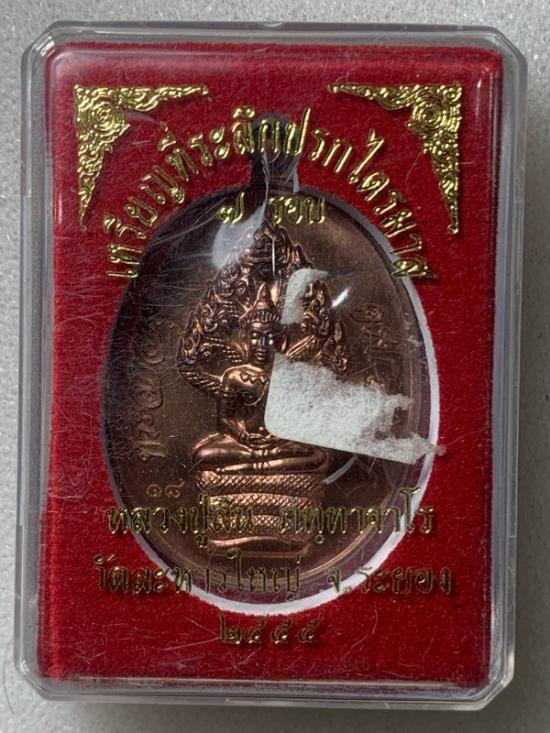 เหรียญที่ระลึกปรกไตรมาส
๗ รอบ
หลวงปู่สิน ภทฺทาจาโร
วัดละหารใหญ่ จ.ระยอง
๒๕๕๕